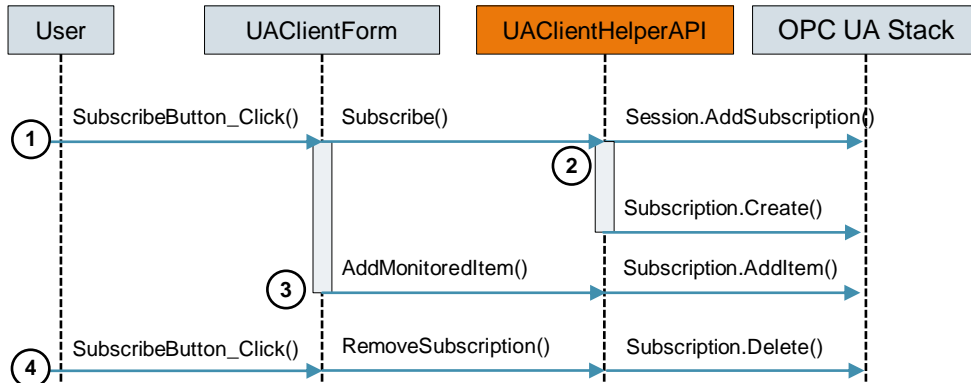 User
UAClientForm
UAClientHelperAPI
OPC UA Stack
SubscribeButton_Click()
Subscribe()
Session.AddSubscription()
1
2
Subscription.Create()
AddMonitoredItem()
Subscription.AddItem()
3
SubscribeButton_Click()
RemoveSubscription()
Subscription.Delete()
4